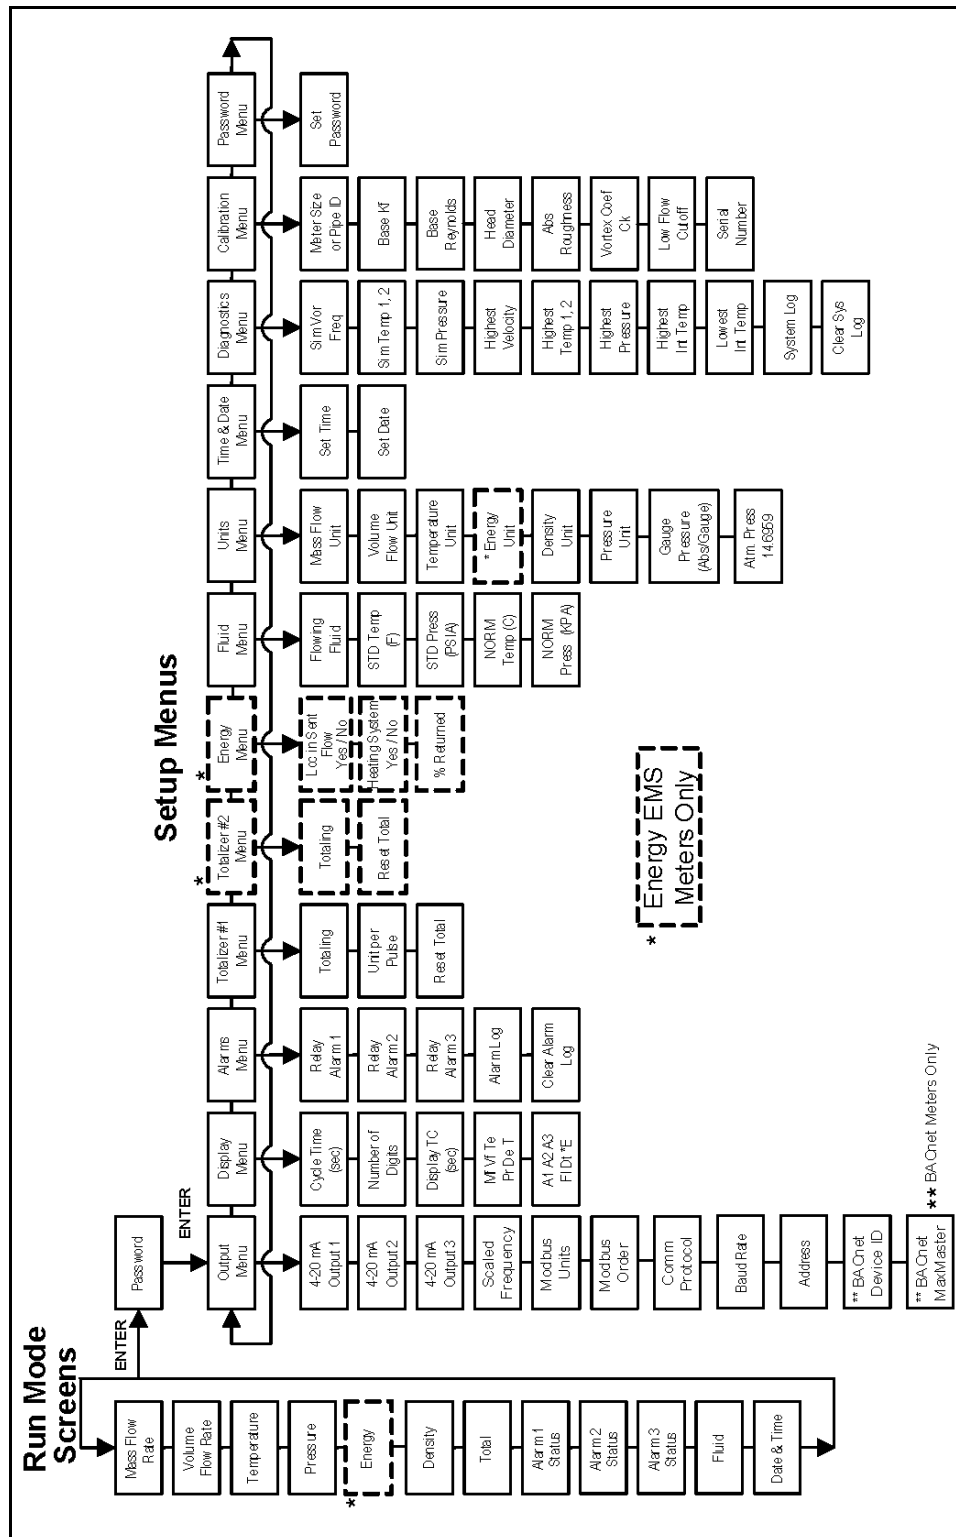 Run Mode
Screens
Mass Flow
Rate
Volume
Flow Rate
Temperature
Pressure
*
Energy
Density
Total
Alarm 1
Status
Alarm 2
Status
Alarm 3
Status
Fluid
Date & Time
ENTER
Password
ENTER
Setup Menus
Output
Menu
4-20 mA
Output 1
4-20 mA
Output 2
4-20 mA
Output 3
Scaled
Frequency
Modbus
Units
Modbus
Order
Comm
Protocol
Baud Rate
Address
** BACnet
Device ID
** BACnet
MaxMaster
** BACnet Meters Only
Display
Menu
Cycle Time
(sec)
Number of
Digits
Display TC
(sec)
Mf Vf Te
Pr De T
A1 A2 A3
Fl Dt *E
Alarms
Menu
Relay
Alarm 1
Relay
Alarm 2
Relay
Alarm 3
Alarm Log
Clear Alarm
Log
Totalizer #1
Menu
Totaling
Unit per
Pulse
Reset Total
*
Totalizer #2
Menu
Totaling
Reset Total
*
Energy
Menu
Loc in Sent
Flow
Yes / No
Heating System
Yes / No
% Returned
Fluid
Menu
Flowing
Fluid
STD Temp
(F)
STD Press
(PSIA)
NORM
Temp (C)
NORM
Press (KPA)
Units
Menu
Mass Flow
Unit
Volume
Flow Unit
Temperature
Unit
* Energy
Unit
Density
Unit
Pressure
Unit
Gauge
Pressure
(Abs/Gauge)
Atm. Press
14.6959
Time & Date
Menu
Set Time
Set Date
Diagnostics
Menu
Sim Vor
Freq
Sim Temp 1, 2
Sim Pressure
Highest
Velocity
Highest
Temp 1, 2
Highest
Pressure
Highest
Int Temp
Lowest
Int Temp
System Log
Clear Sys
Log
Calibration
Menu
Meter Size
or Pipe ID
Base Kf
Base
Reynolds
Head
Diameter
Abs
Roughness
Vortex Coef
Ck
Low Flow
Cutoff
Serial
Number
Password
Menu
Set
Password
* Energy EMS
Meters Only